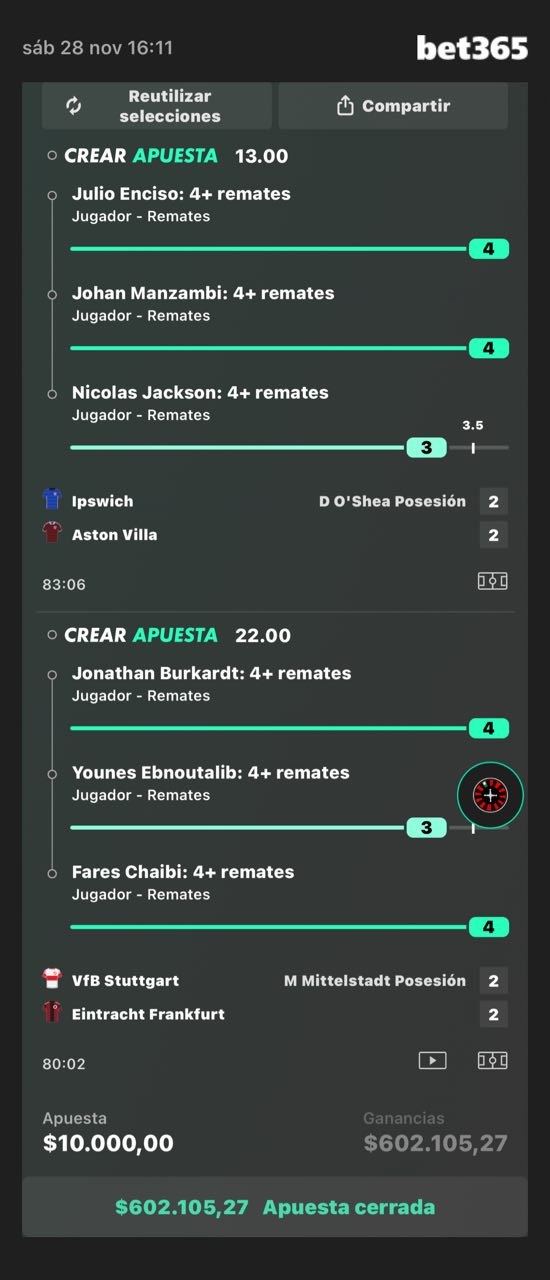 sáb 28 nov 16:11
bet365
Reutilizar
selecciones
Compartir
CREAR APUESTA 13.00
Julio Enciso: 4+ remates
Jugador - Remates
4
Johan Manzambi: 4+ remates
Jugador - Remates
4
Nicolas Jackson: 4+ remates
Jugador - Remates
3.5
3
Ipswich D O'Shea Posesión 2
Aston Villa 2
83:06
CREAR APUESTA 22.00
Jonathan Burkardt: 4+ remates
Jugador - Remates
4
Younes Ebnoutalib: 4+ remates
Jugador - Remates
3
Fares Chaibi: 4+ remates
Jugador - Remates
4
VfB Stuttgart M Mittelstadt Posesión 2
Eintracht Frankfurt 2
80:02
Apuesta Ganancias
$10.000,00 $602.105,27
$602.105,27 Apuesta cerrada